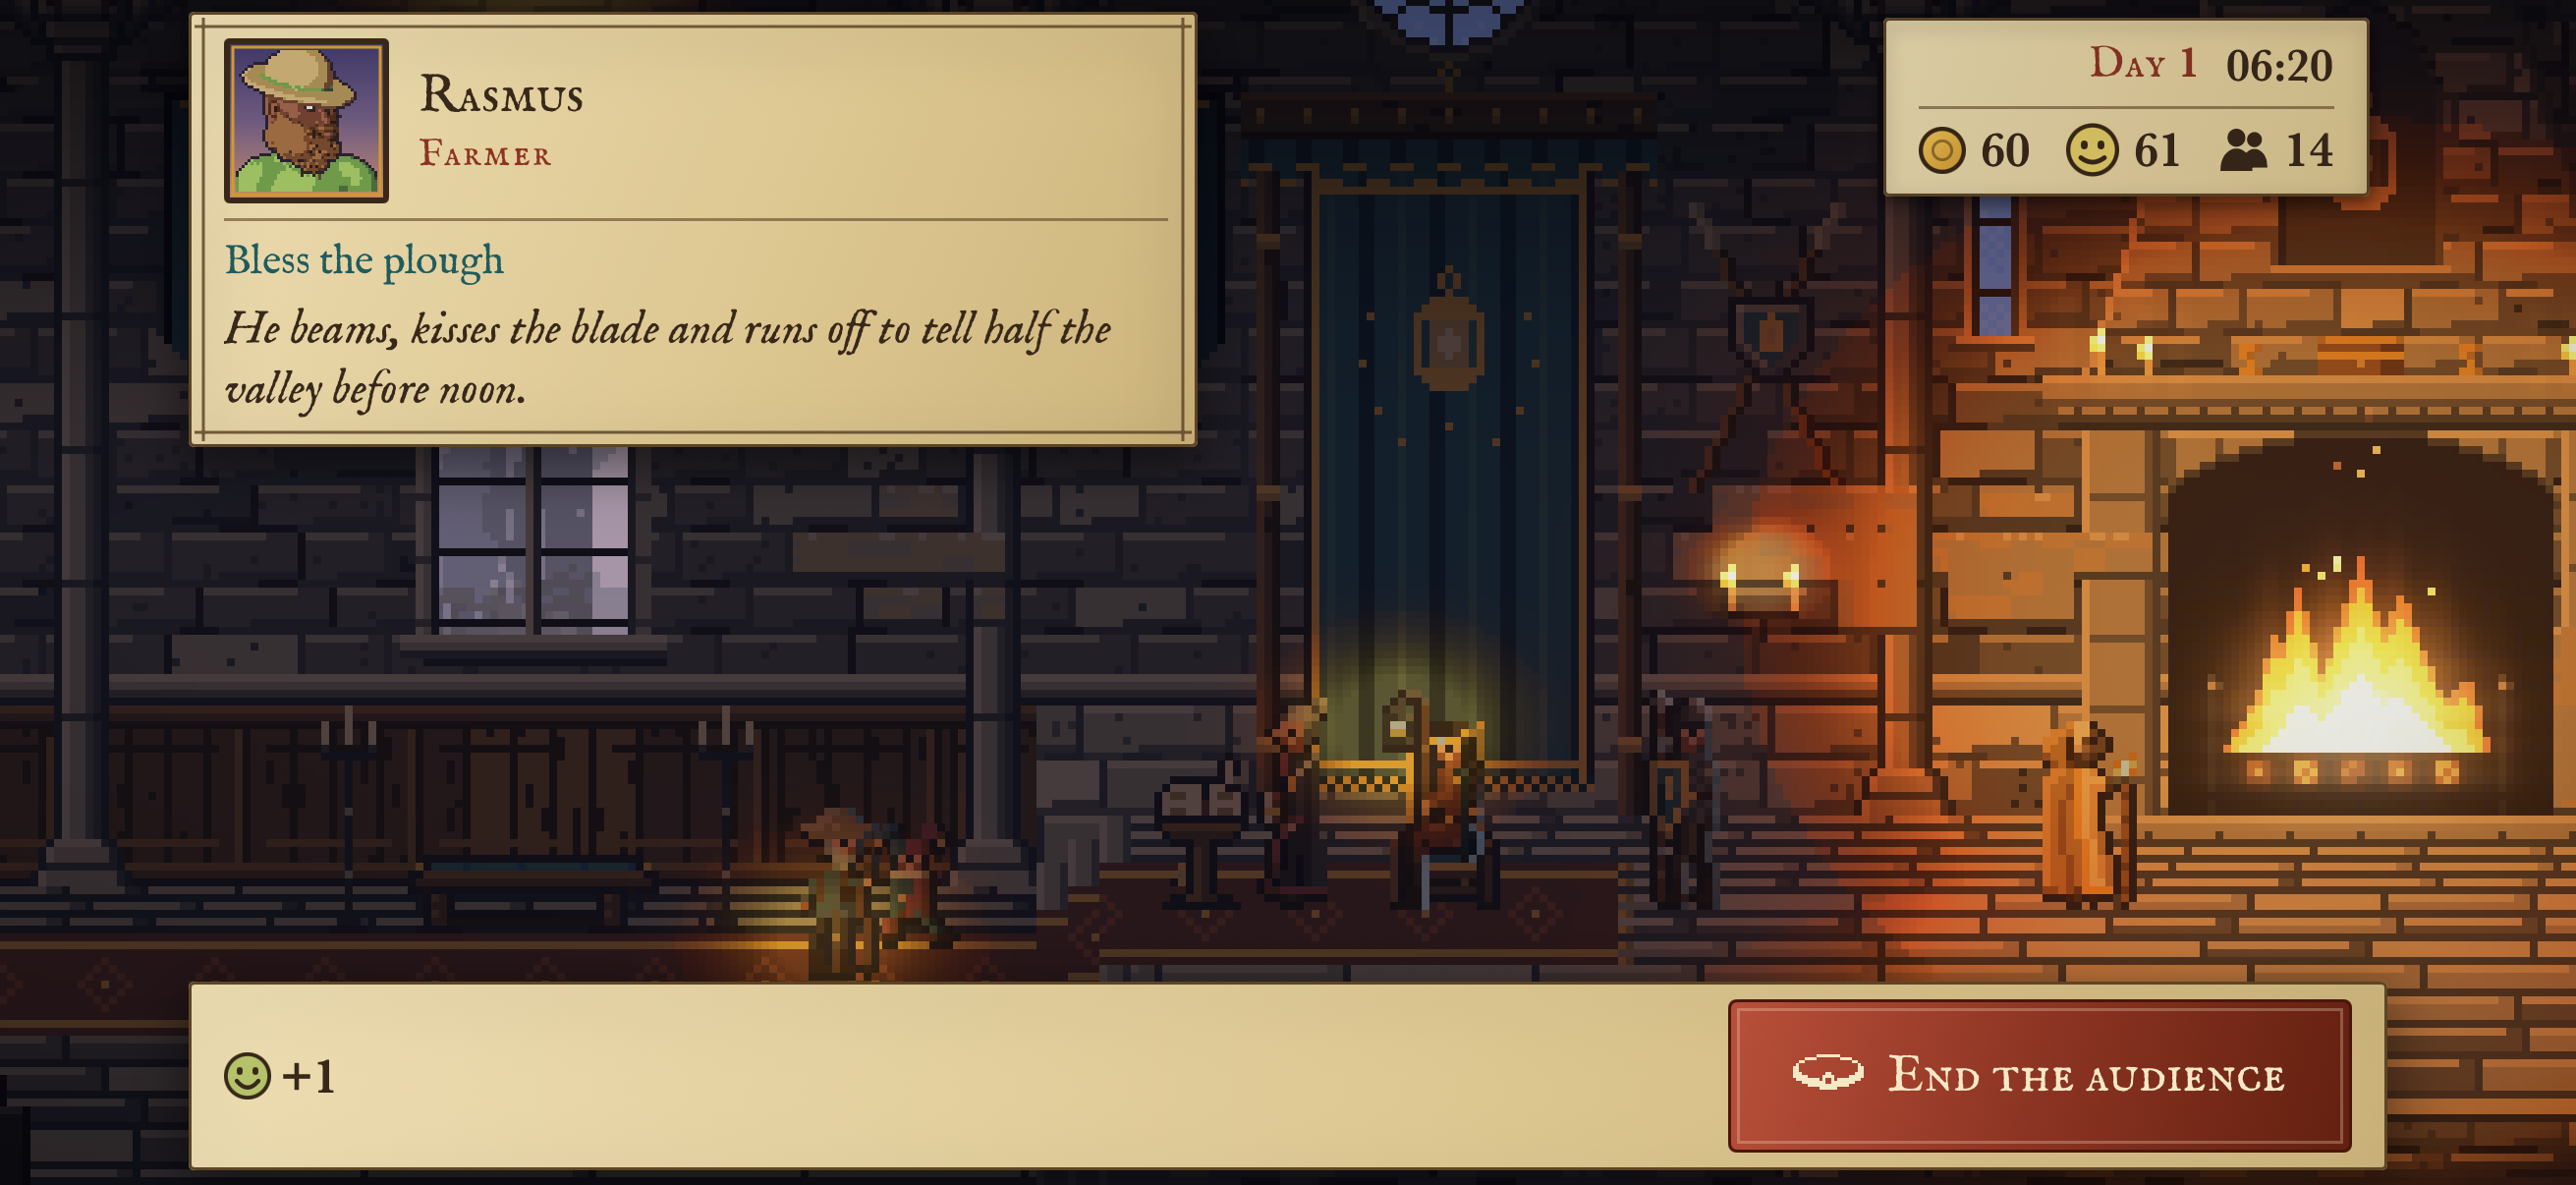 Rasmus
Farmer
Bless the plough
He beams, kisses the blade and runs off to tell half the
valley before noon.
Day 1 06:20
60 61 14
+1
End the audience